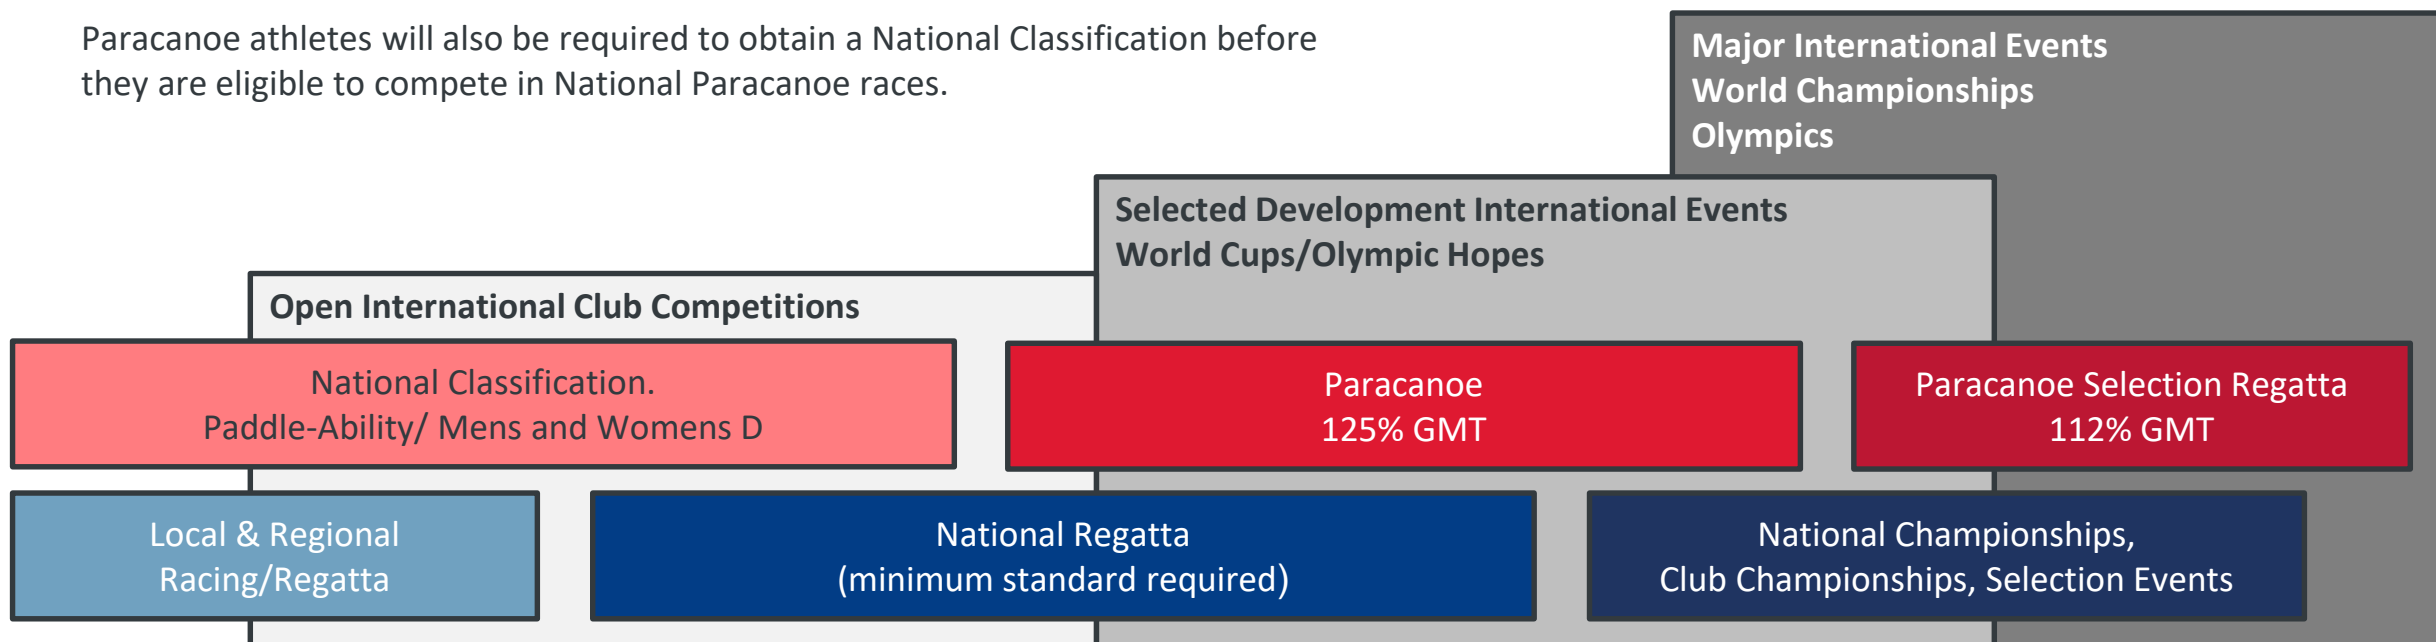 Paracanoe athletes will also be required to obtain a National Classification before
they are eligible to compete in National Paracanoe races.
Major International Events
World Championships
Olympics
Selected Development International Events
World Cups/Olympic Hopes
Open International Club Competitions
National Classification.
Paddle-Ability/ Mens and Womens D
Paracanoe
125% GMT
Paracanoe Selection Regatta
112% GMT
Local & Regional
Racing/Regatta
National Regatta
(minimum standard required)
National Championships,
Club Championships, Selection Events